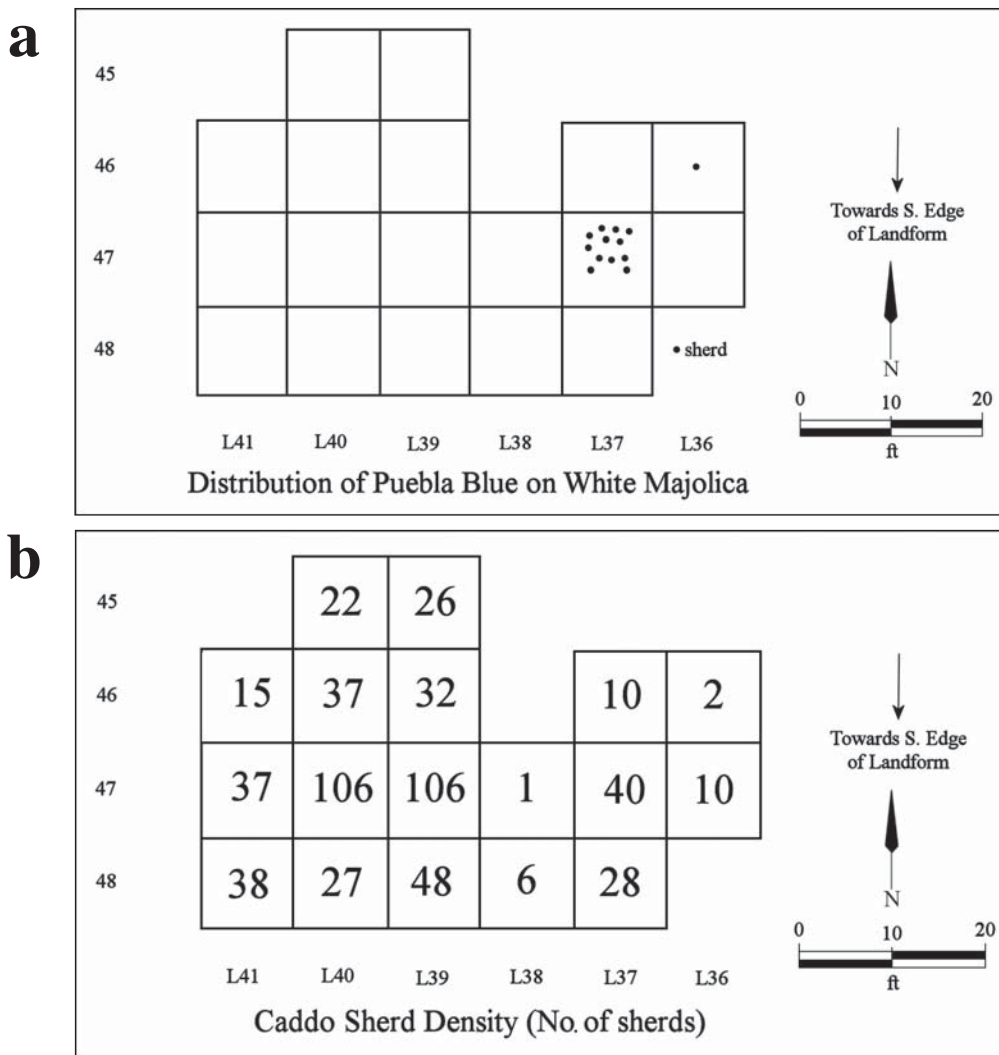 a
45
46
47
48
Towards S. Edge
of Landform
N
0 10 20
ft
• sherd
L41 L40 L39 L38 L37 L36
Distribution of Puebla Blue on White Majolica
b
45 22 26
46 15 37 32 10 2
47 37 106 106 1 40 10
48 38 27 48 6 28
Towards S. Edge
of Landform
N
0 10 20
ft
L41 L40 L39 L38 L37 L36
Caddo Sherd Density (No. of sherds)